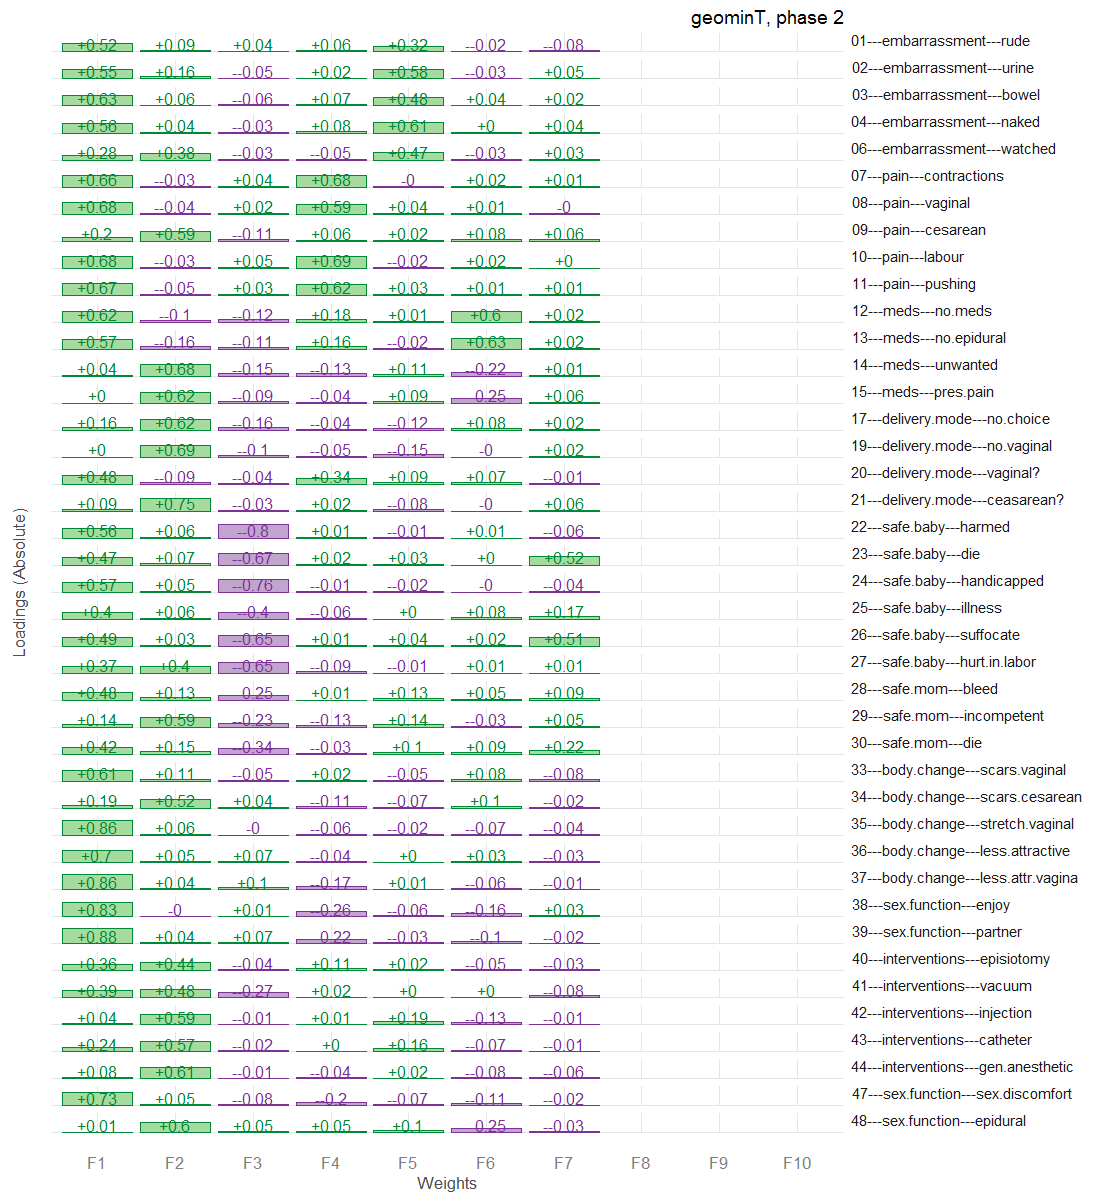 geominT, phase 2
+0.52 +0.09 +0.04 +0.06 +0.32 --0.02 --0.08 01---embarrassment---rude
+0.55 +0.16 --0.05 +0.02 +0.58 --0.03 +0.05 02---embarrassment---urine
+0.63 +0.06 --0.06 +0.07 +0.48 +0.04 +0.02 03---embarrassment---bowel
+0.56 +0.04 --0.03 +0.08 +0.61 +0 +0.04 04---embarrassment---naked
+0.28 +0.38 --0.03 --0.05 +0.47 --0.03 +0.03 06---embarrassment---watched
+0.66 --0.03 +0.04 +0.68 -0 +0.02 +0.01 07---pain---contractions
+0.68 --0.04 +0.02 +0.59 +0.04 +0.01 -0 08---pain---vaginal
+0.2 +0.59 --0.11 +0.06 +0.02 +0.08 +0.06 09---pain---cesarean
+0.68 --0.03 +0.05 +0.69 --0.02 +0.02 +0 10---pain---labour
+0.67 --0.05 +0.03 +0.62 +0.03 +0.01 +0.01 11---pain---pushing
+0.62 --0.1 --0.12 +0.18 +0.01 +0.6 +0.02 12---meds---no.meds
+0.57 --0.16 --0.11 +0.16 --0.02 +0.63 +0.02 13---meds---no.epidural
+0.04 +0.68 --0.15 --0.13 +0.11 --0.22 +0.01 14---meds---unwanted
+0 +0.62 --0.09 --0.04 +0.09 --0.25 +0.06 15---meds---pres.pain
+0.16 +0.62 --0.16 --0.04 --0.12 +0.08 +0.02 17---delivery.mode---no.choice
+0 +0.69 --0.1 --0.05 --0.15 -0 +0.02 19---delivery.mode---no.vaginal
+0.48 --0.09 --0.04 +0.34 +0.09 +0.07 --0.01 20---delivery.mode---vaginal?
+0.09 +0.75 --0.03 +0.02 --0.08 -0 +0.06 21---delivery.mode---ceasarean?
+0.56 +0.06 --0.8 +0.01 --0.01 +0.01 --0.06 22---safe.baby---harmed
+0.47 +0.07 --0.67 +0.02 +0.03 +0 +0.52 23---safe.baby---die
+0.57 +0.05 --0.76 --0.01 --0.02 -0 --0.04 24---safe.baby---handicapped
+0.4 +0.06 --0.4 --0.06 +0 +0.08 +0.17 25---safe.baby---illness
+0.49 +0.03 --0.65 +0.01 +0.04 +0.02 +0.51 26---safe.baby---suffocate
+0.37 +0.4 --0.65 --0.09 --0.01 +0.01 +0.01 27---safe.baby---hurt.in.labor
+0.48 +0.13 --0.25 +0.01 +0.13 +0.05 +0.09 28---safe.mom---bleed
+0.14 +0.59 --0.23 --0.13 +0.14 --0.03 +0.05 29---safe.mom---incompetent
+0.42 +0.15 --0.34 --0.03 +0.1 +0.09 +0.22 30---safe.mom---die
+0.61 +0.11 --0.05 +0.02 --0.05 +0.08 --0.08 33---body.change---scars.vaginal
+0.19 +0.52 +0.04 --0.11 --0.07 +0.1 --0.02 34---body.change---scars.cesarean
+0.86 +0.06 -0 --0.06 --0.02 --0.07 --0.04 35---body.change---stretch.vaginal
+0.7 +0.05 +0.07 --0.04 +0 +0.03 --0.03 36---body.change---less.attractive
+0.86 +0.04 +0.1 --0.17 +0.01 --0.06 --0.01 37---body.change---less.attr.vagina
+0.83 -0 +0.01 --0.26 --0.06 --0.16 +0.03 38---sex.function---enjoy
+0.88 +0.04 +0.07 --0.22 --0.03 --0.1 --0.02 39---sex.function---partner
+0.36 +0.44 --0.04 +0.11 +0.02 --0.05 --0.03 40---interventions---episiotomy
+0.39 +0.48 --0.27 +0.02 +0 +0 --0.08 41---interventions---vacuum
+0.04 +0.59 --0.01 +0.01 +0.19 --0.13 --0.01 42---interventions---injection
+0.24 +0.57 --0.02 +0 +0.16 --0.07 --0.01 43---interventions---catheter
+0.08 +0.61 --0.01 --0.04 +0.02 --0.08 --0.06 44---interventions---gen.anesthetic
+0.73 +0.05 --0.08 --0.2 --0.07 --0.11 --0.02 47---sex.function---sex.discomfort
+0.01 +0.6 +0.05 +0.05 +0.1 --0.25 --0.03 48---sex.function---epidural
F1 F2 F3 F4 F5 F6 F7 F8 F9 F10
Weights
Loadings (Absolute)